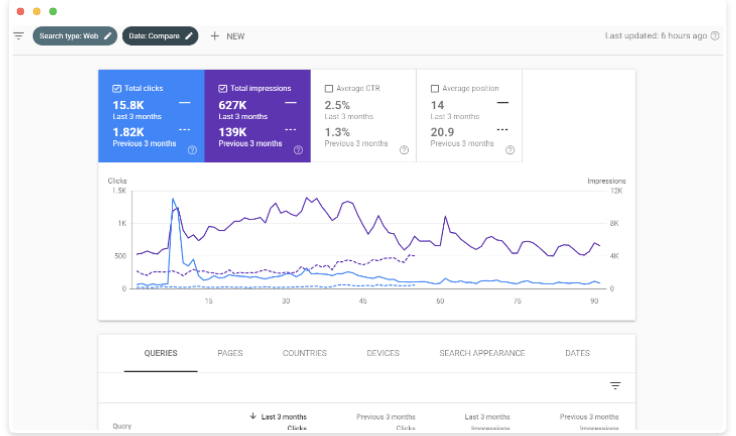 Search type: Web
Date: Compare
+ NEW
Last updated: 6 hours ago
Total clicks
15.8K
Last 3 months
1.82K
Previous 3 months
Total impressions
627K
Last 3 months
139K
Previous 3 months
Average CTR
2.5%
Last 3 months
1.3%
Previous 3 months
Average position
14
Last 3 months
20.9
Previous 3 months
Clicks
Impressions
1.5K
12K
1K
8K
500
4K
0
0
15
30
45
60
75
90
QUERIES
PAGES
COUNTRIES
DEVICES
SEARCH APPEARANCE
DATES
Query
Last 3 months
Clicks
Previous 3 months
Clicks
Last 3 months
Impressions
Previous 3 months
Impressions